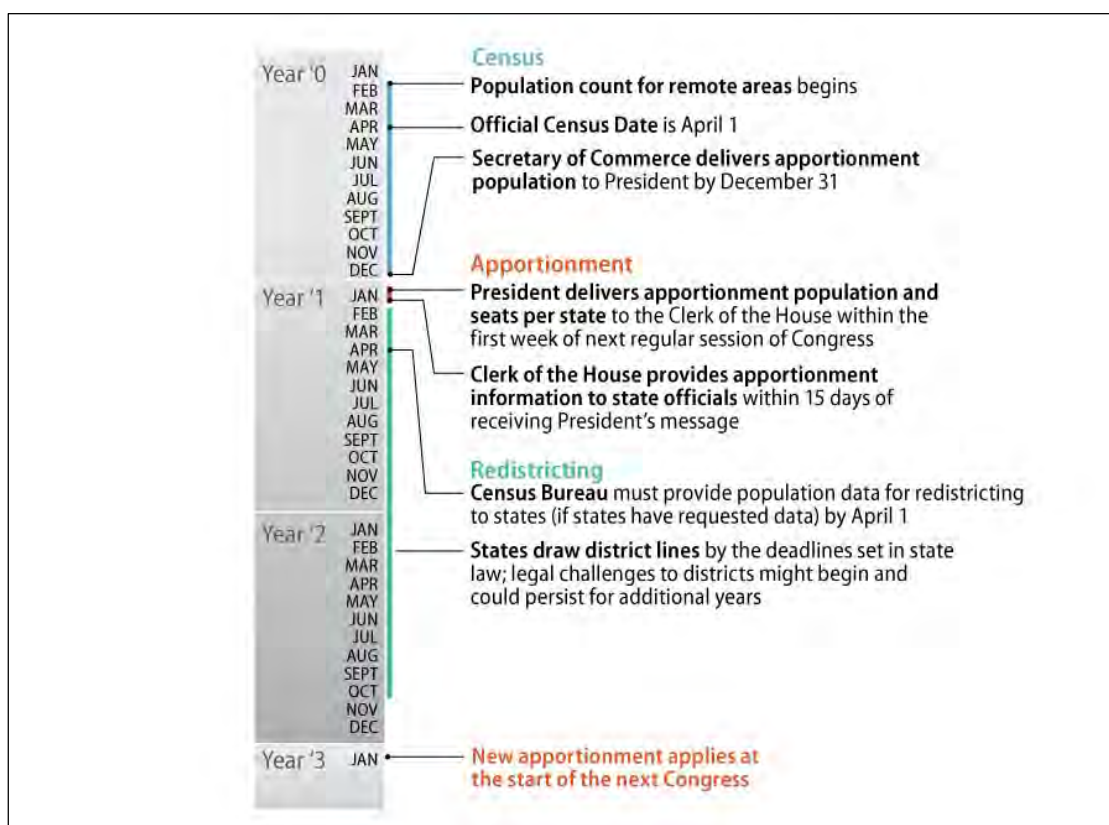 Census
Year '0
JAN
FEB
MAR
APR
MAY
JUN
JUL
AUG
SEPT
OCT
NOV
DEC
Population count for remote areas begins
Official Census Date is April 1
Secretary of Commerce delivers apportionment
population to President by December 31
Apportionment
Year '1
JAN
FEB
MAR
APR
MAY
JUN
JUL
AUG
SEPT
OCT
NOV
DEC
President delivers apportionment population and
seats per state to the Clerk of the House within the
first week of next regular session of Congress
Clerk of the House provides apportionment
information to state officials within 15 days of
receiving President's message
Redistricting
Census Bureau must provide population data for redistricting
to states (if states have requested data) by April 1
Year '2
JAN
FEB
MAR
APR
MAY
JUN
JUL
AUG
SEPT
OCT
NOV
DEC
States draw district lines by the deadlines set in state
law; legal challenges to districts might begin and
could persist for additional years
Year '3
JAN
New apportionment applies at
the start of the next Congress